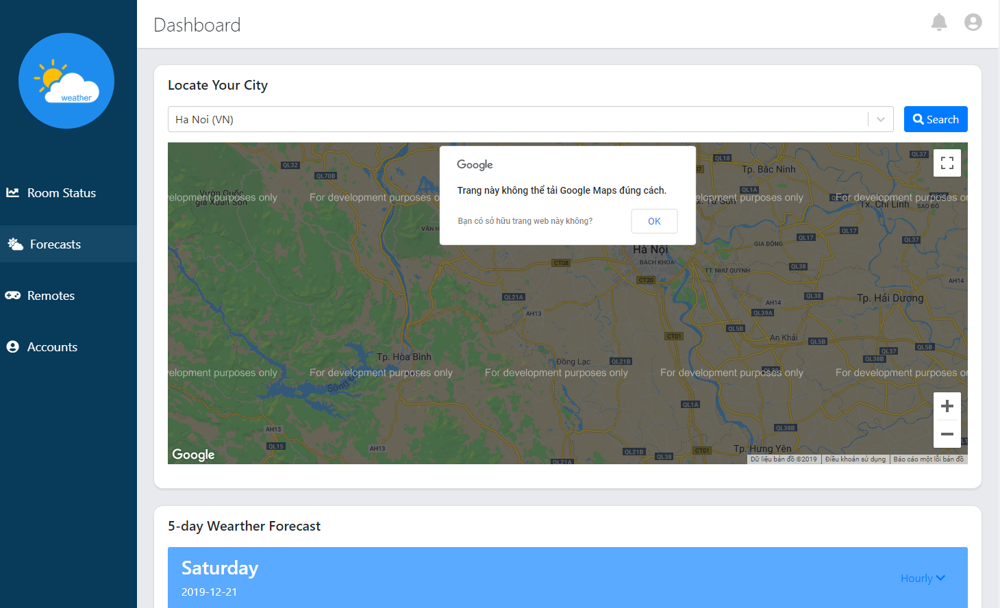 Dashboard
weather
Room Status
Forecasts
Remotes
Accounts
Locate Your City
Ha Noi (VN)
Search
Google
Trang này không thể tải Google Maps đúng cách.
Bạn có sở hữu trang web này không?
OK
QL32
QL70B
QL18
QL37
Tp. Bắc Ninh
QL1A
Vườn Quốc
gia Xuân Sơn
velopment purposes only
For development purposes o
elopment purposes only
For development purposes or
Tx. Từ Sơn
Tx. Chí Linh
SAO ĐỎ
VĂN H
QL17
QL37
QL17
GIA ĐÔNG
Hà Nội
BÁCH KHOA
CT08
TT. NHƯ QUỲNH
QL38
CT20
AH14
QL21A
QL38
Tp. Hải Dương
AH14
AH13
QL39A
QL5B
CT01
An Khải
QL5B
QL5B
QL37
Tp. Hòa Bình
Đồng Lạc
QL21B
QL38B
velopment purposes only
For development purposes only
For development purposes only
For development purposes only
For development purposes or
Sông
QL1A
AH13
QL38B
QL15
AH13
QL21B
QL38
CT01
Tp. Hưng Yên
QL21A
Google
Dữ liệu bản đồ ©2019
Điều khoản sử dụng
Báo cáo một lỗi bản đồ
5-day Wearther Forecast
Saturday
Hourly
2019-12-21